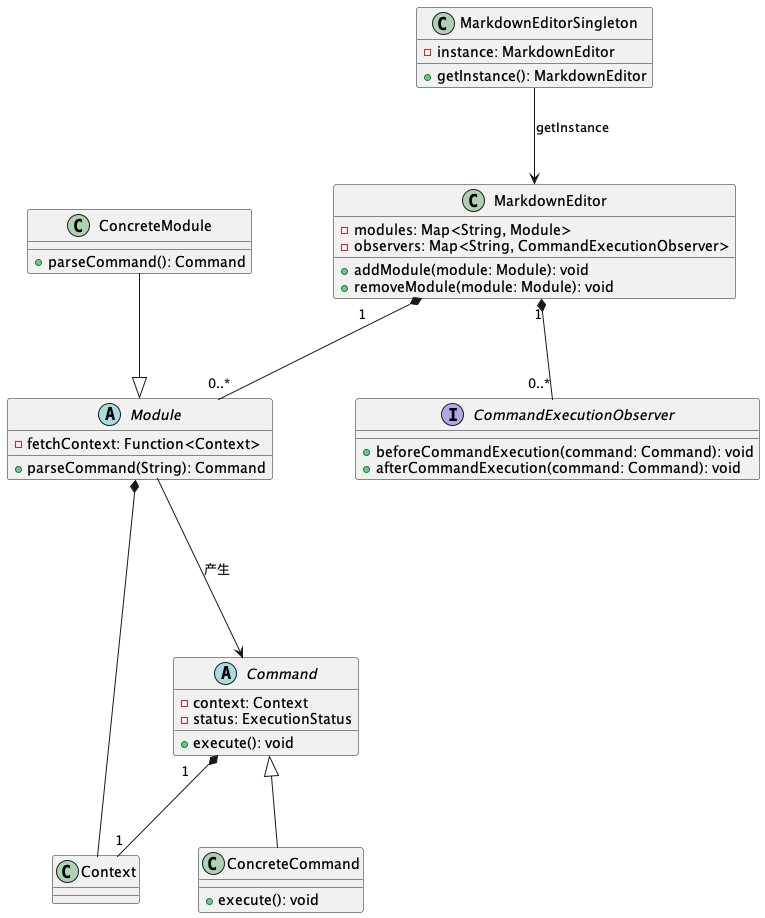 C MarkdownEditorSingleton
instance: MarkdownEditor
getInstance(): MarkdownEditor
getInstance
C MarkdownEditor
modules: Map<String, Module>
observers: Map<String, CommandExecutionObserver>
addModule(module: Module): void
removeModule(module: Module): void
C ConcreteModule
parseCommand(): Command
1
1
0..*
0..*
A Module
fetchContext: Function<Context>
parseCommand(String): Command
I CommandExecutionObserver
beforeCommandExecution(command: Command): void
afterCommandExecution(command: Command): void
产生
A Command
context: Context
status: ExecutionStatus
execute(): void
1
1
C Context
C ConcreteCommand
execute(): void